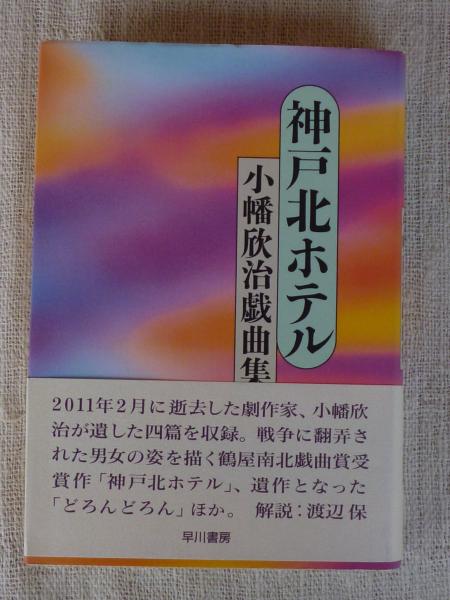 神戸北ホテル
小幡欣治戯曲集
2011年2月に逝去した劇作家、小幡欣
治が遺した四篇を収録。戦争に翻弄さ
れた男女の姿を描く鶴屋南北戯曲賞受
賞作「神戸北ホテル」、遺作となった
「どろんどろん」ほか。 解説：渡辺 保
早川書房